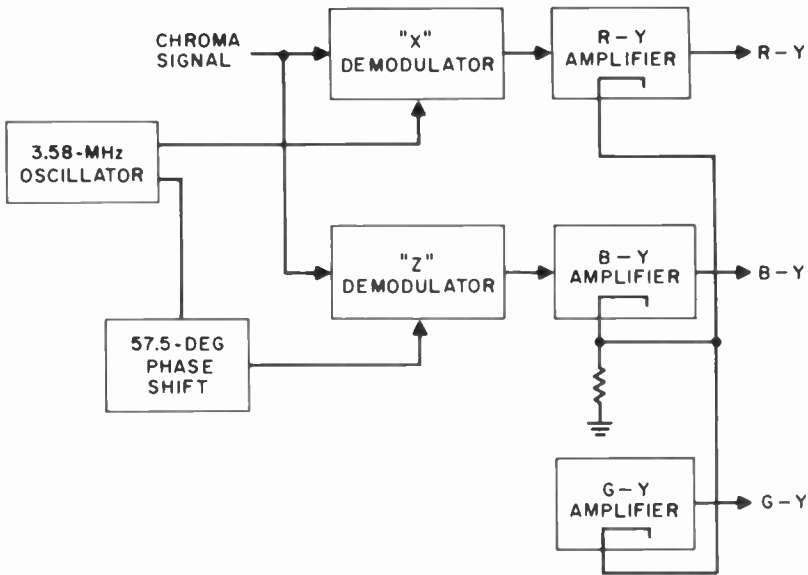 CHROMA
SIGNAL
"X"
DEMODULATOR
R-Y
AMPLIFIER
R-Y
3.58-MHz
OSCILLATOR
"Z"
DEMODULATOR
B-Y
AMPLIFIER
B-Y
57.5-DEG
PHASE
SHIFT
G-Y
AMPLIFIER
G-Y